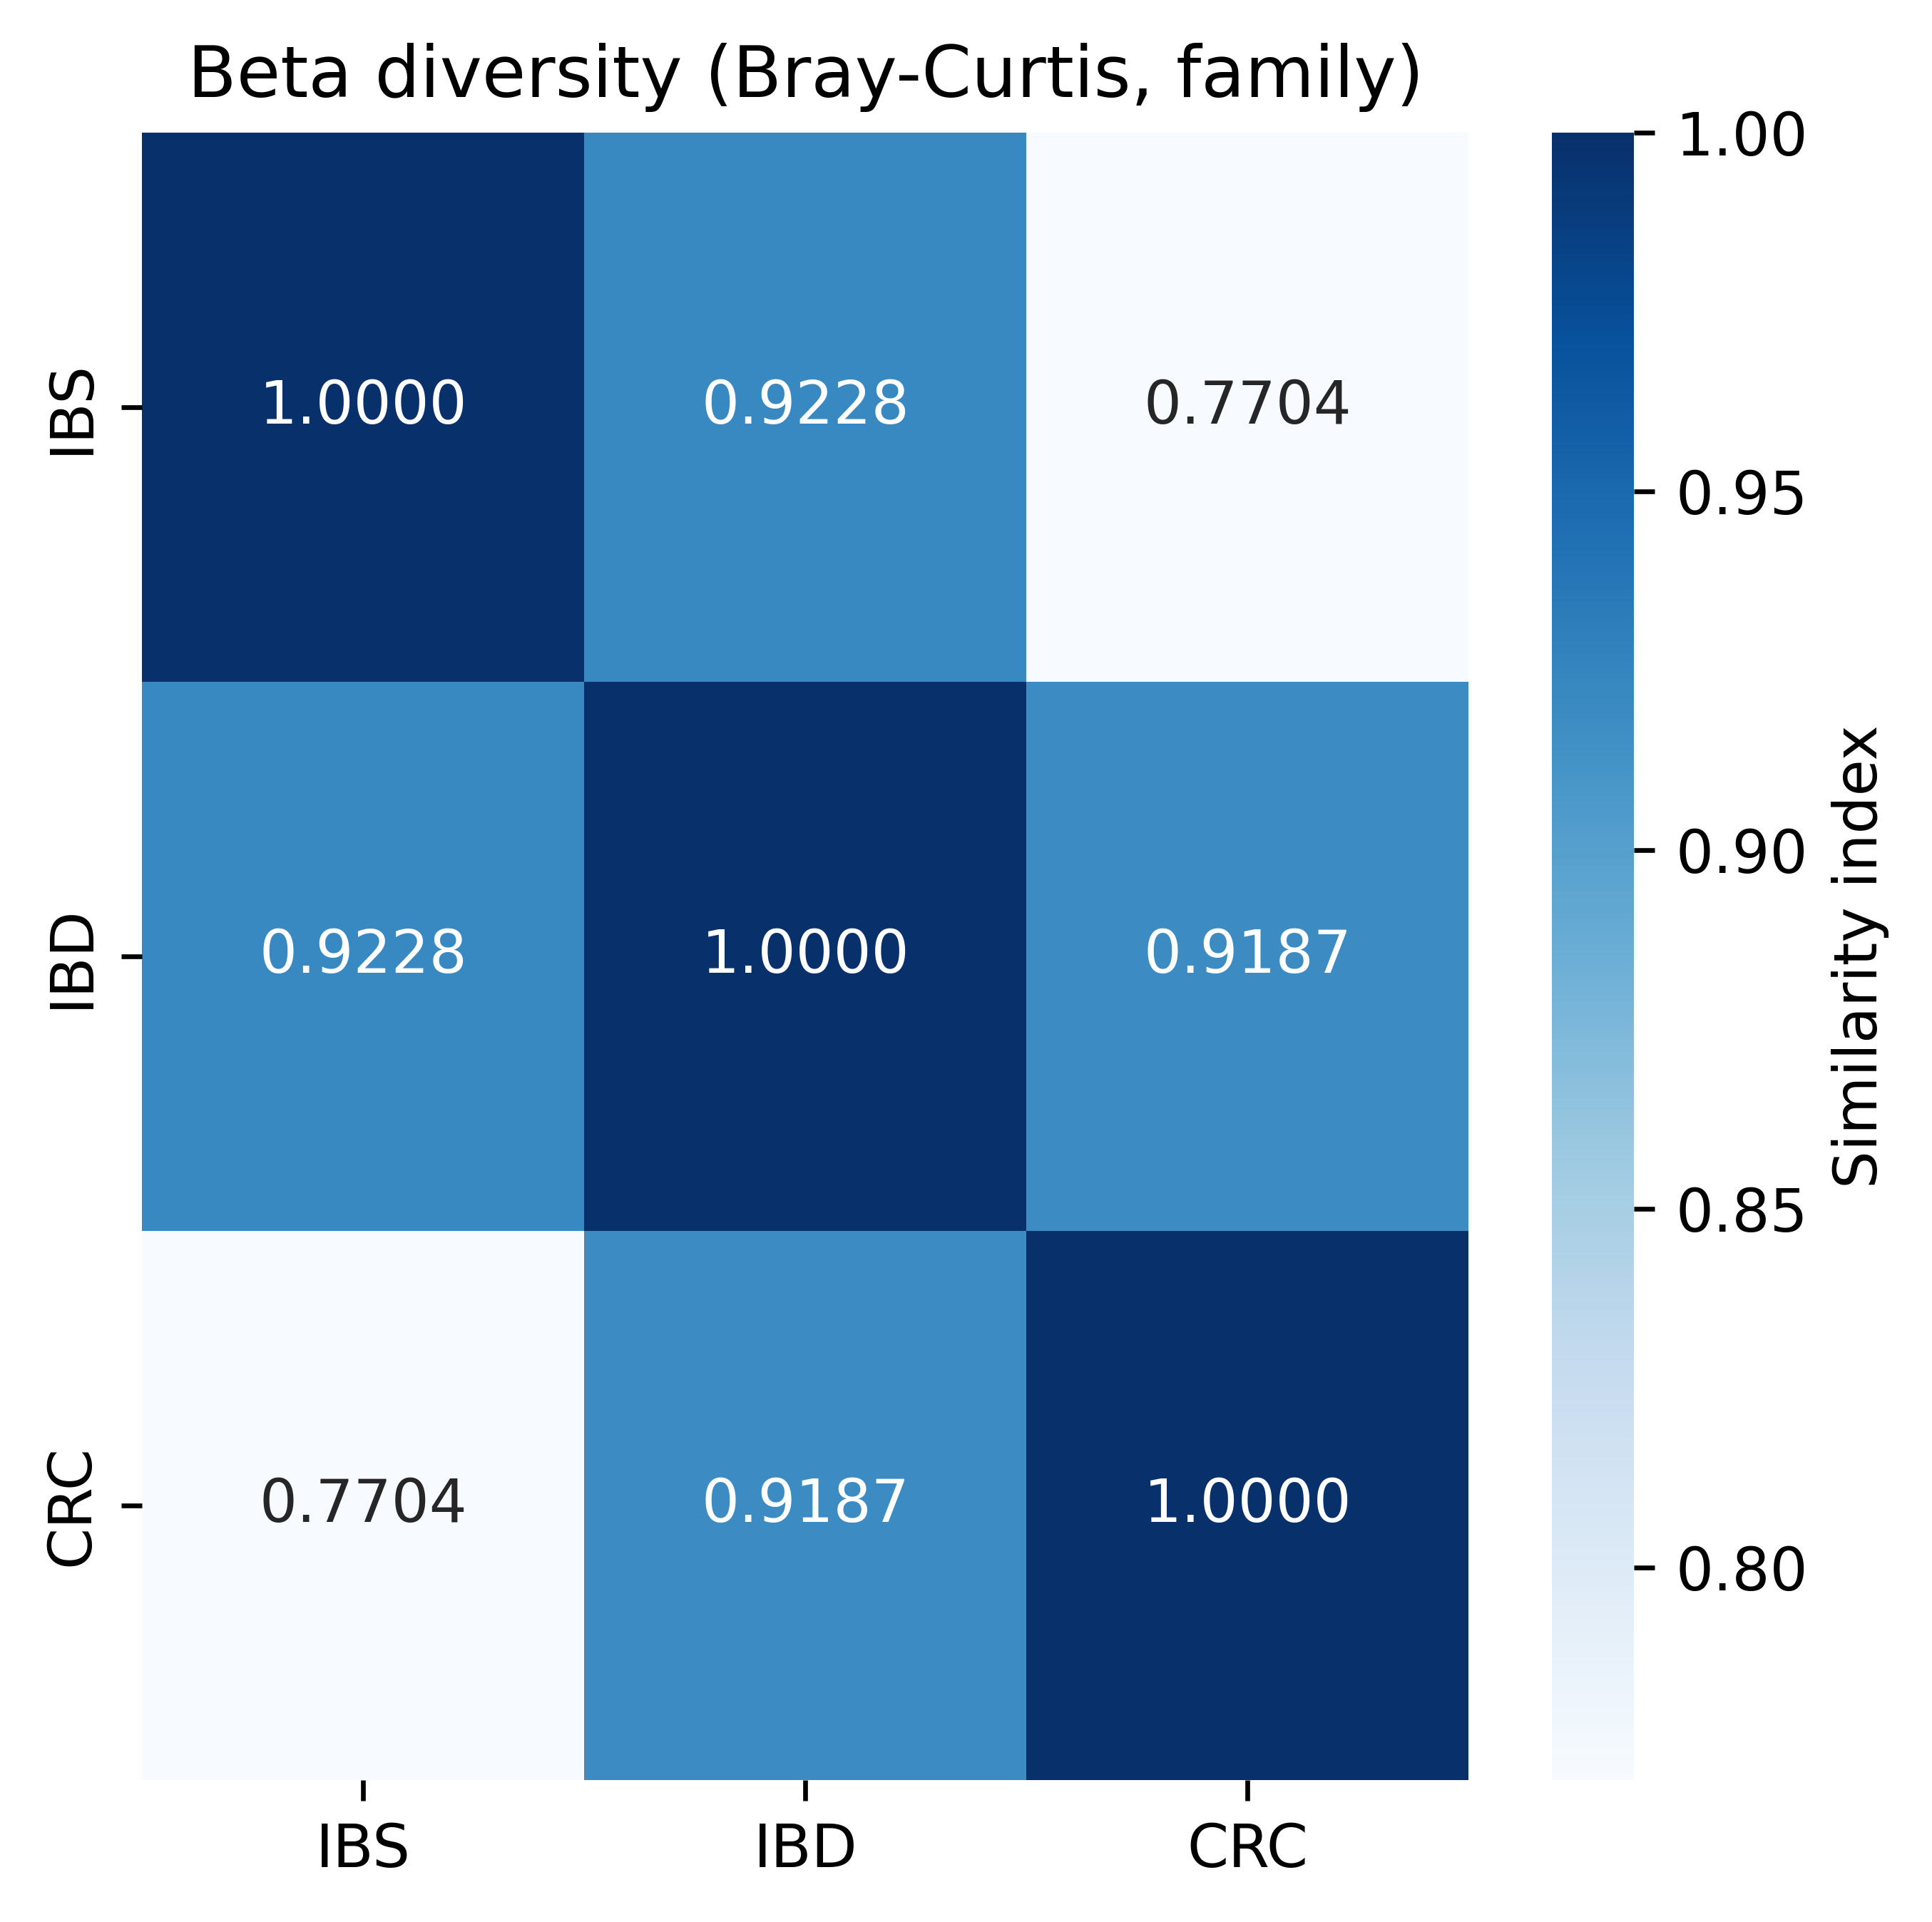 Beta diversity (Bray-Curtis, family)
IBS
1.0000 0.9228 0.7704
IBD
0.9228 1.0000 0.9187
CRC
0.7704 0.9187 1.0000
IBS IBD CRC
1.00
0.95
0.90
0.85
0.80
Similarity index